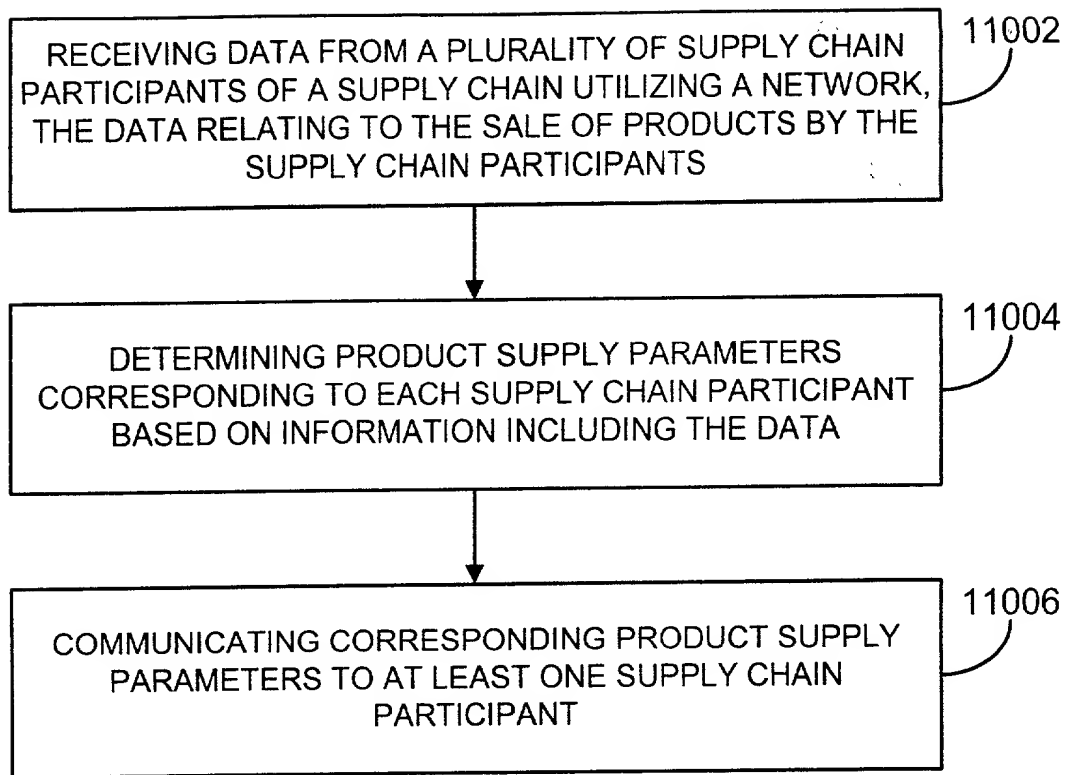 RECEIVING DATA FROM A PLURALITY OF SUPPLY CHAIN
PARTICIPANTS OF A SUPPLY CHAIN UTILIZING A NETWORK,
THE DATA RELATING TO THE SALE OF PRODUCTS BY THE
SUPPLY CHAIN PARTICIPANTS
11002
DETERMINING PRODUCT SUPPLY PARAMETERS
CORRESPONDING TO EACH SUPPLY CHAIN PARTICIPANT
BASED ON INFORMATION INCLUDING THE DATA
11004
COMMUNICATING CORRESPONDING PRODUCT SUPPLY
PARAMETERS TO AT LEAST ONE SUPPLY CHAIN
PARTICIPANT
11006